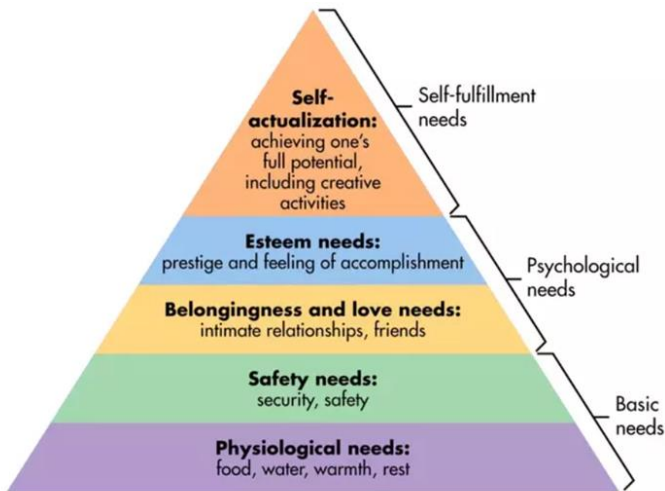 Self-
actualization:
achieving one's
full potential,
including creative
activities
Self-fulfillment
needs
Esteem needs:
prestige and feeling of accomplishment
Belongingness and love needs:
intimate relationships, friends
Psychological
needs
Safety needs:
security, safety
Physiological needs:
food, water, warmth, rest
Basic
needs